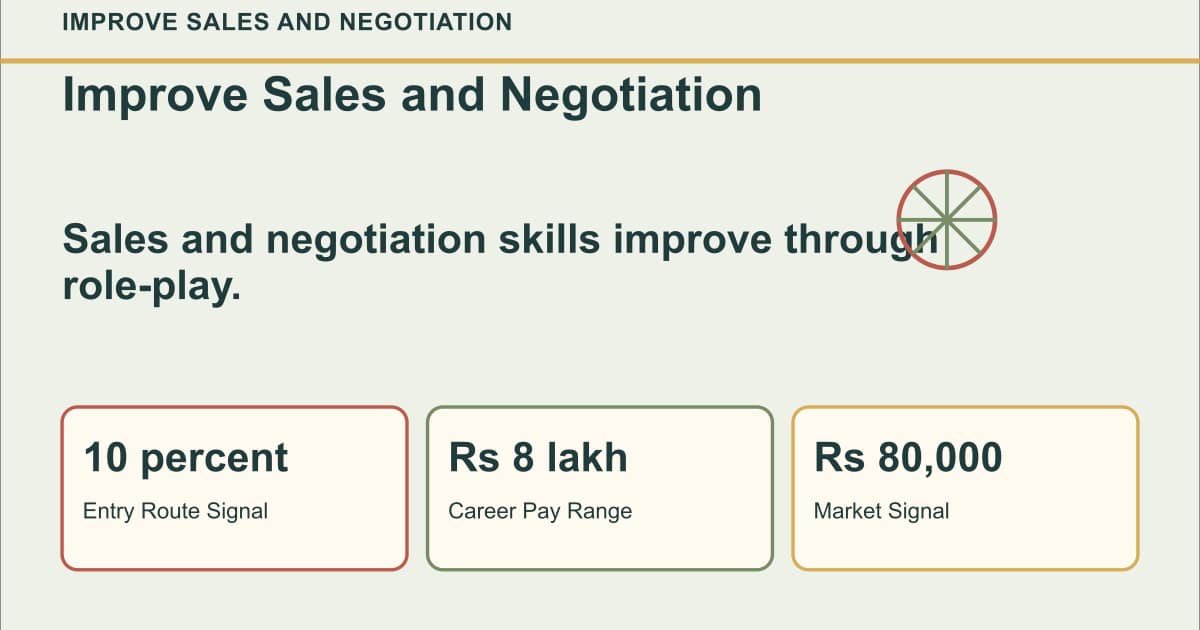 IMPROVE SALES AND NEGOTIATION
Improve Sales and Negotiation
Sales and negotiation skills improve through
role-play.
10 percent
Entry Route Signal
Rs 8 lakh
Career Pay Range
Rs 80,000
Market Signal